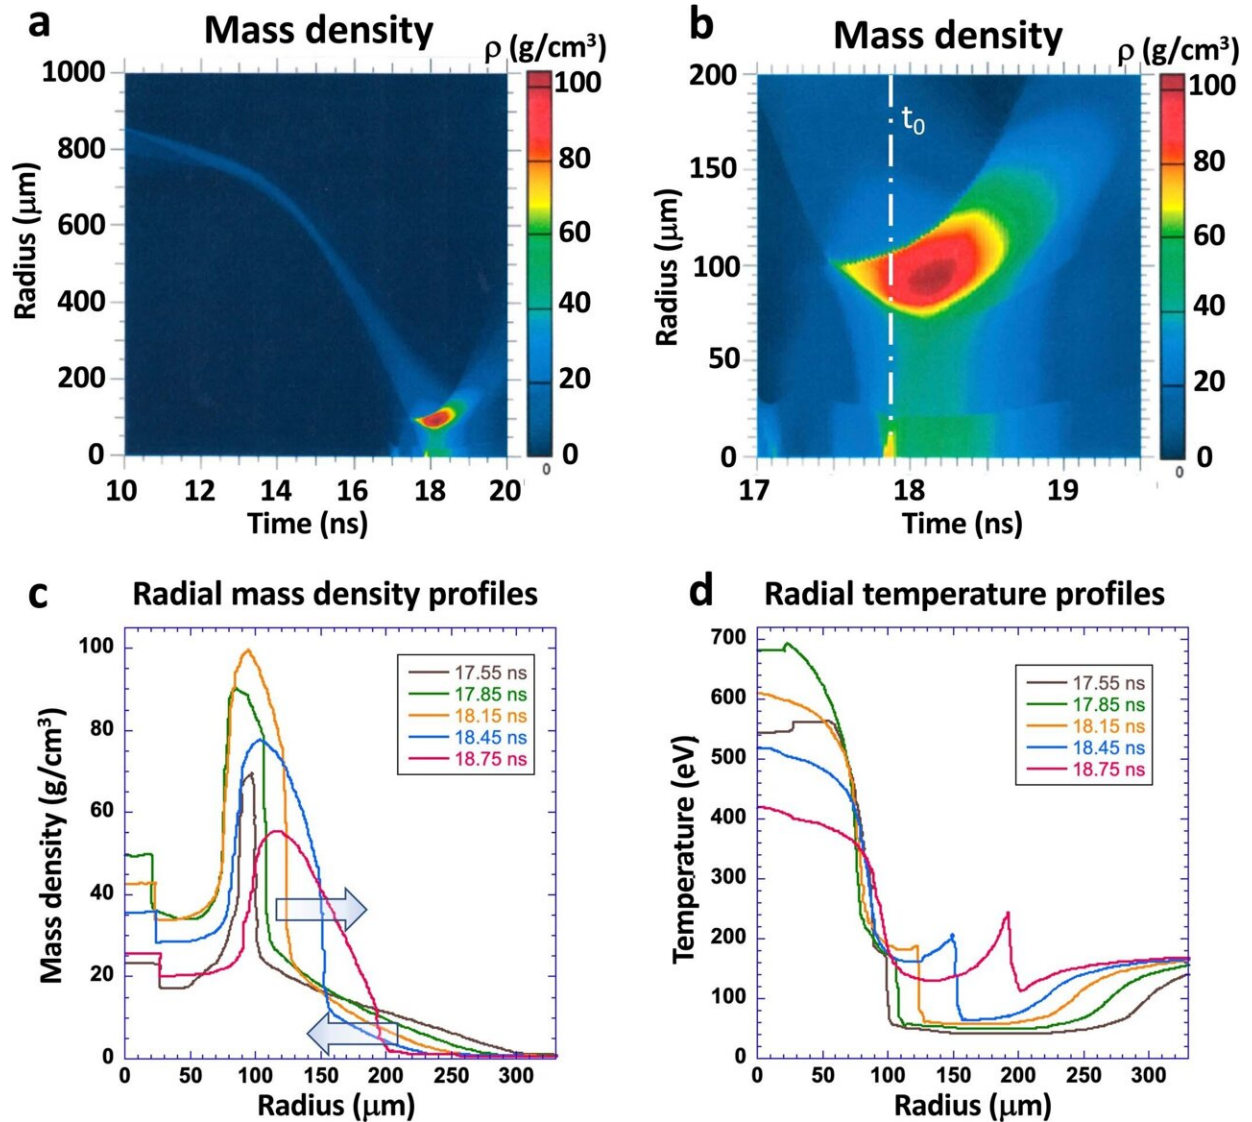 a
Mass density
ρ (g/cm³)
1000
800
600
400
200
0
Radius (μm)
10
12
14
16
18
20
Time (ns)
100
80
60
40
20
0
0
b
Mass density
ρ (g/cm³)
200
150
100
50
0
Radius (μm)
t₀
17
18
19
Time (ns)
100
80
60
40
20
0
0
c
Radial mass density profiles
100
80
60
40
20
0
Mass density (g/cm³)
17.55 ns
17.85 ns
18.15 ns
18.45 ns
18.75 ns
0
50
100
150
200
250
300
Radius (μm)
d
Radial temperature profiles
700
600
500
400
300
200
100
0
Temperature (eV)
17.55 ns
17.85 ns
18.15 ns
18.45 ns
18.75 ns
0
50
100
150
200
250
300
Radius (μm)